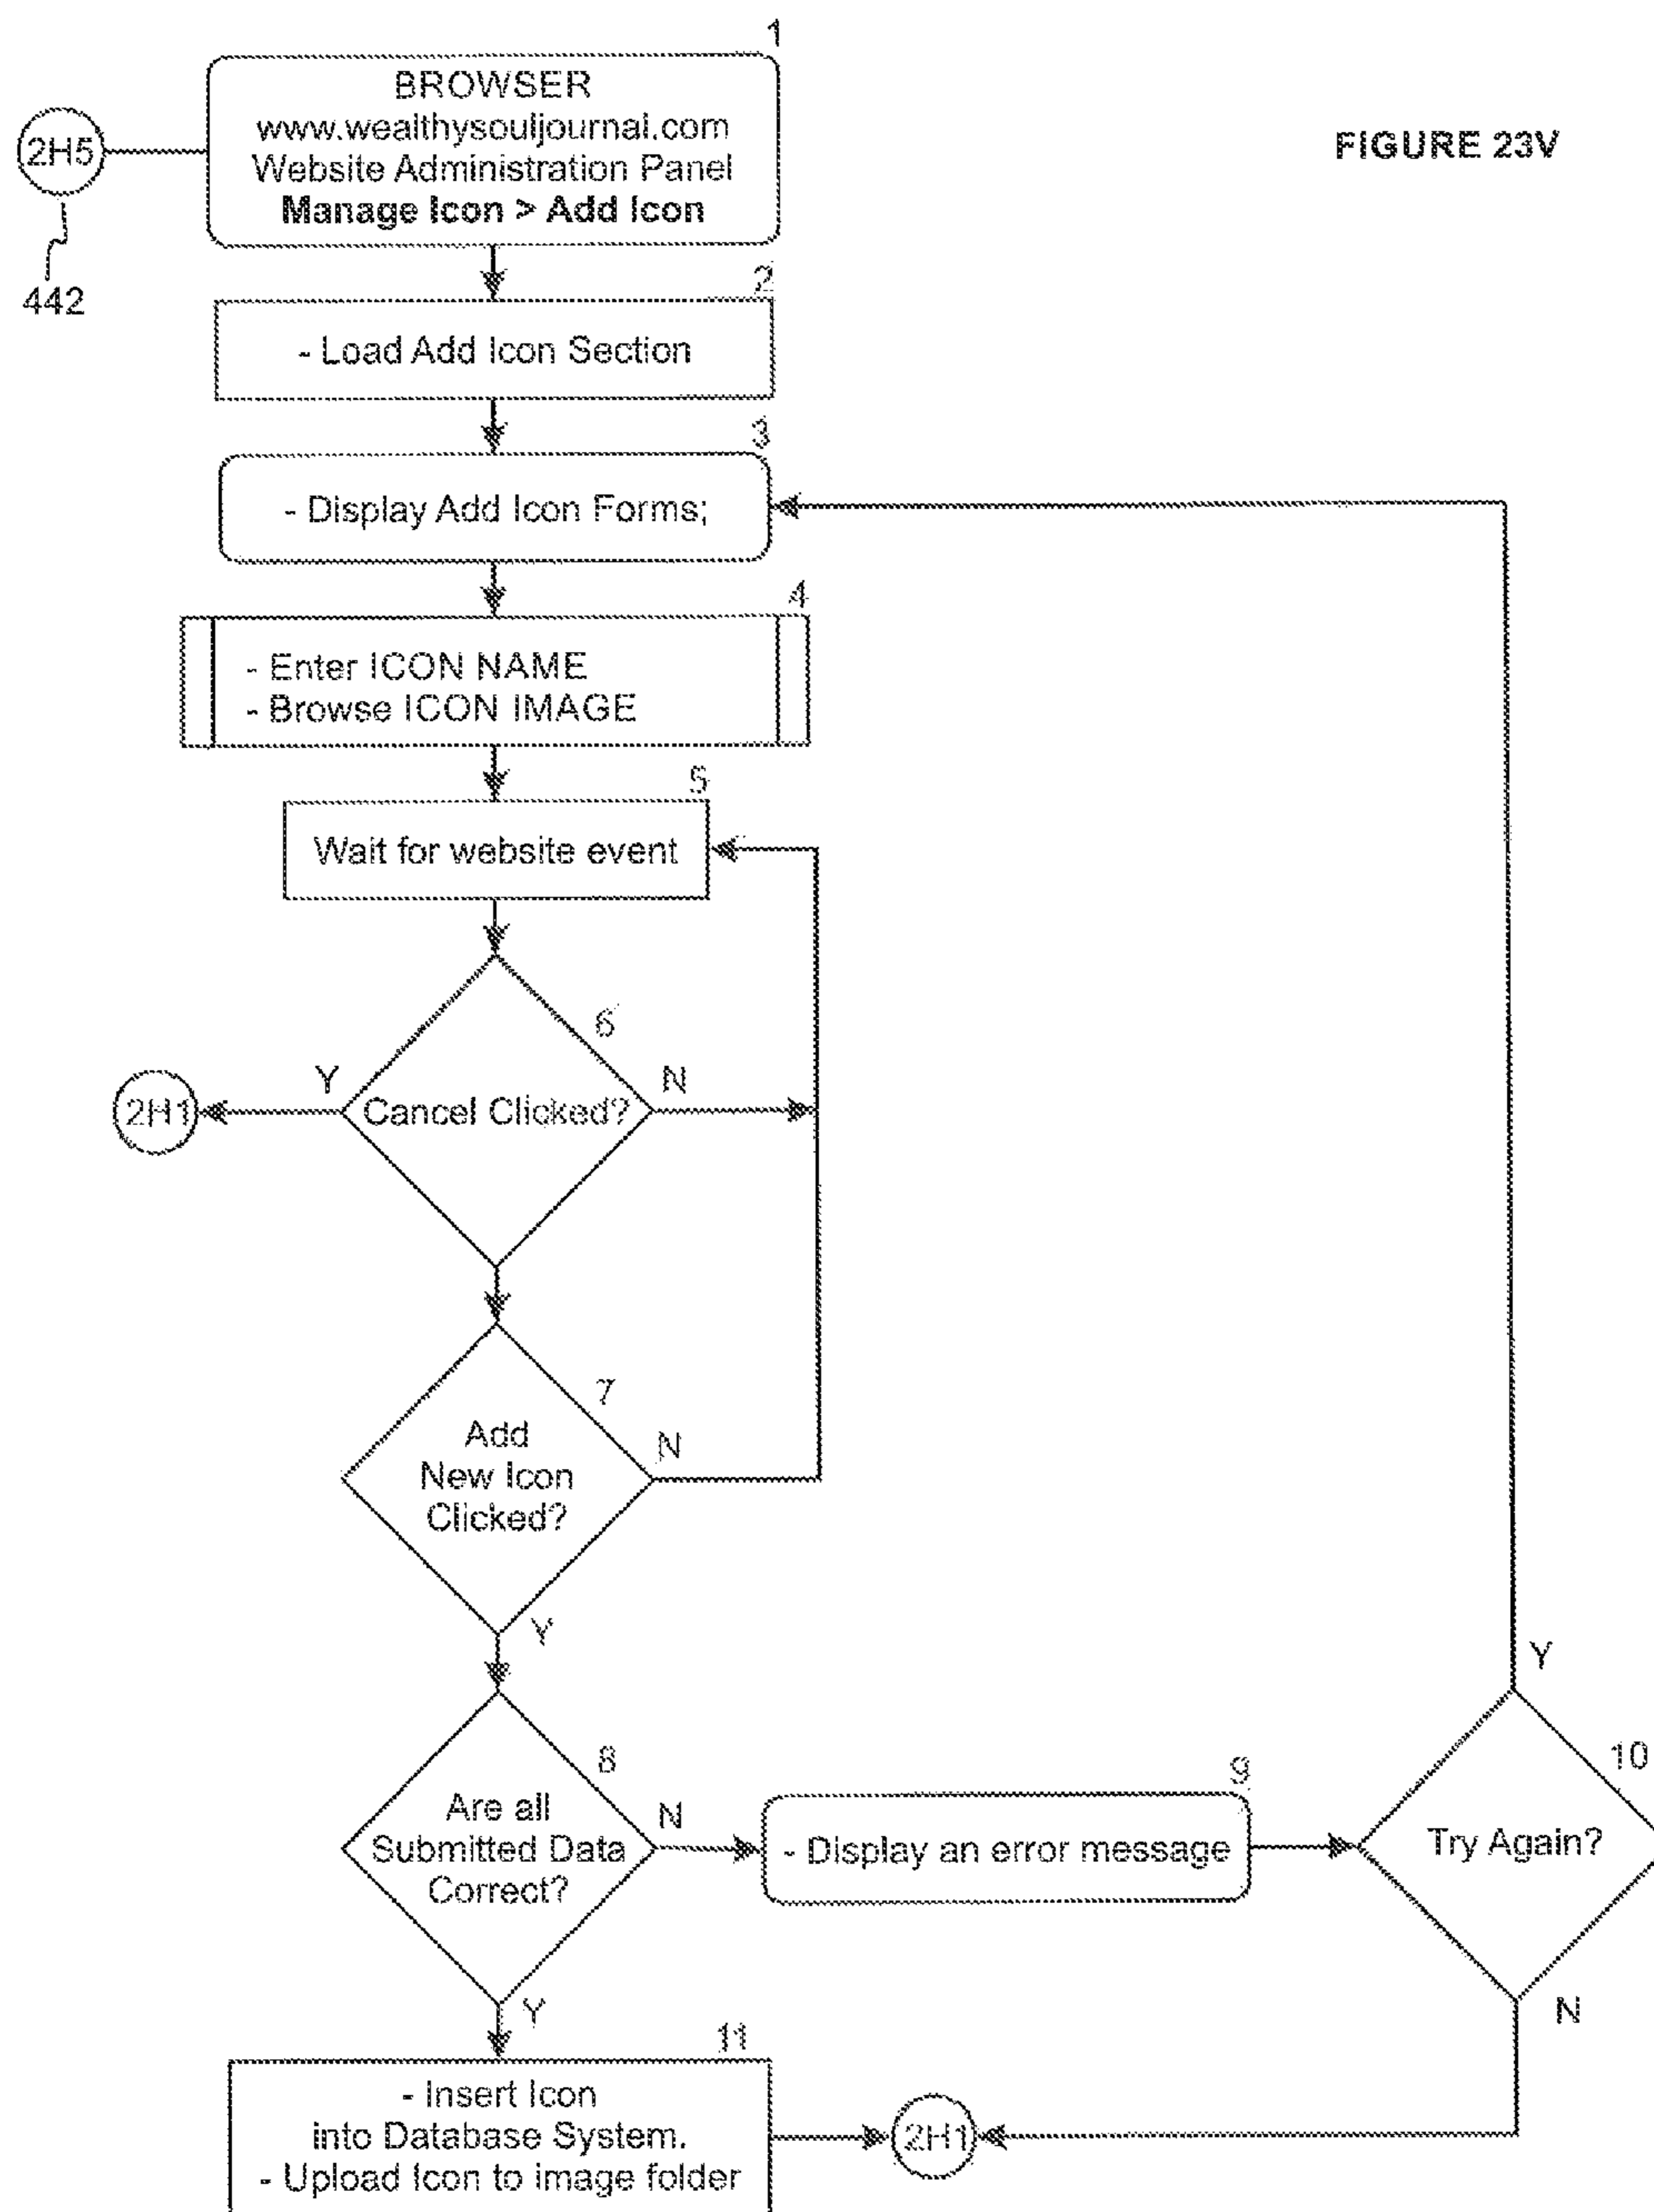 1
BROWSER
www.wealthysouljournal.com
Website Administration Panel
Manage Icon > Add Icon
2H5
442
FIGURE 23V
2
- Load Add Icon Section
3
- Display Add Icon Forms;
4
- Enter ICON NAME
- Browse ICON IMAGE
5
Wait for website event
6
Y
N
2H1
Cancel Clicked?
7
Add
New Icon
Clicked?
N
Y
8
Are all
Submitted Data
Correct?
N
Y
9
- Display an error message
10
Y
Try Again?
N
11
- Insert Icon
into Database System.
- Upload Icon to image folder
2H1